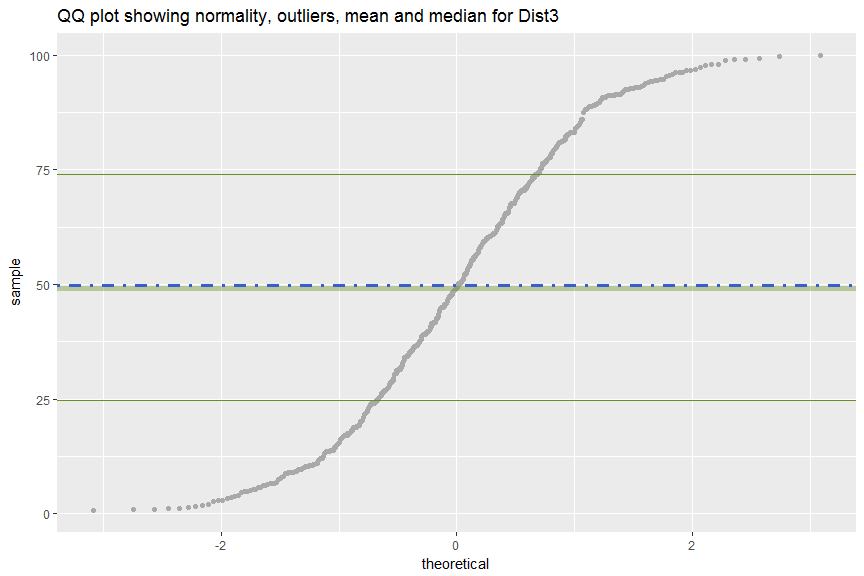 QQ plot showing normality, outliers, mean and median for Dist3
100
75
50
25
0
sample
-2
0
2
theoretical